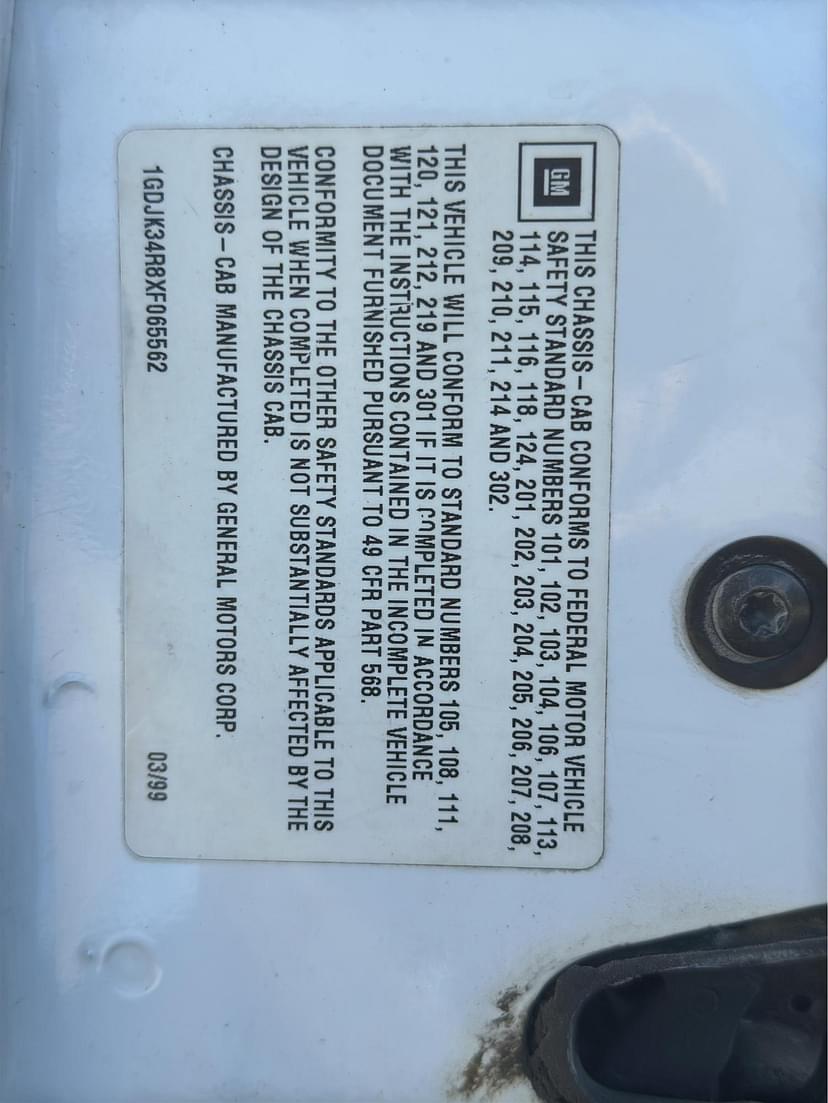 GM
THIS CHASSIS-CAB CONFORMS TO FEDERAL MOTOR VEHICLE
SAFETY STANDARD NUMBERS 101, 102, 103, 104, 106, 107, 113,
114, 115, 116, 118, 124, 201, 202, 203, 204, 205, 206, 207, 208,
209, 210, 211, 214 AND 302.
THIS VEHICLE WILL CONFORM TO STANDARD NUMBERS 105, 108, 111,
120, 121, 212, 219 AND 301 IF IT IS COMPLETED IN ACCORDANCE
WITH THE INSTRUCTIONS CONTAINED IN THE INCOMPLETE VEHICLE
DOCUMENT FURNISHED PURSUANT TO 49 CFR PART 568.
CONFORMITY TO THE OTHER SAFETY STANDARDS APPLICABLE TO THIS
VEHICLE WHEN COMPLETED IS NOT SUBSTANTIALLY AFFECTED BY THE
DESIGN OF THE CHASSIS CAB.
CHASSIS-CAB MANUFACTURED BY GENERAL MOTORS CORP.
1GDJK34R8XF065562 03/99